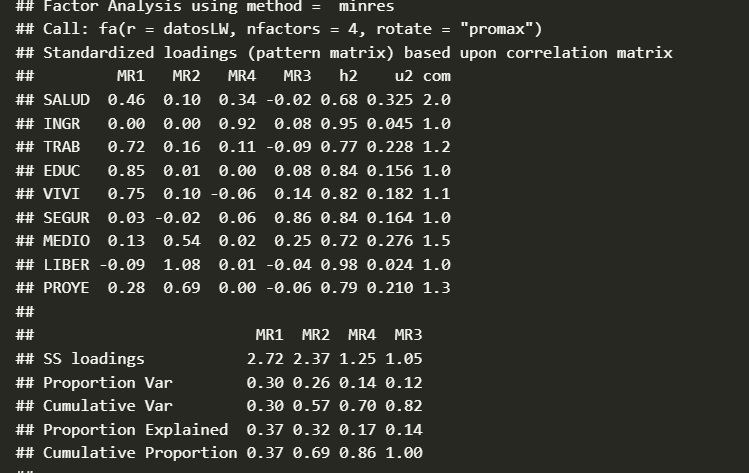 ## Factor Analysis using method =  minres
## Call: fa(r = datosLW, nfactors = 4, rotate = "promax")
## Standardized loadings (pattern matrix) based upon correlation matrix
##         MR1   MR2   MR4   MR3   h2    u2 com
## SALUD  0.46  0.10  0.34 -0.02 0.68 0.325 2.0
## INGR   0.00  0.00  0.92  0.08 0.95 0.045 1.0
## TRAB   0.72  0.16  0.11 -0.09 0.77 0.228 1.2
## EDUC   0.85  0.01  0.00  0.08 0.84 0.156 1.0
## VIVI   0.75  0.10 -0.06  0.14 0.82 0.182 1.1
## SEGUR  0.03 -0.02  0.06  0.86 0.84 0.164 1.0
## MEDIO  0.13  0.54  0.02  0.25 0.72 0.276 1.5
## LIBER -0.09  1.08  0.01 -0.04 0.98 0.024 1.0
## PROYE  0.28  0.69  0.00 -0.06 0.79 0.210 1.3
##
##                        MR1  MR2  MR4  MR3
## SS loadings           2.72 2.37 1.25 1.05
## Proportion Var        0.30 0.26 0.14 0.12
## Cumulative Var        0.30 0.57 0.70 0.82
## Proportion Explained  0.37 0.32 0.17 0.14
## Cumulative Proportion 0.37 0.69 0.86 1.00
##